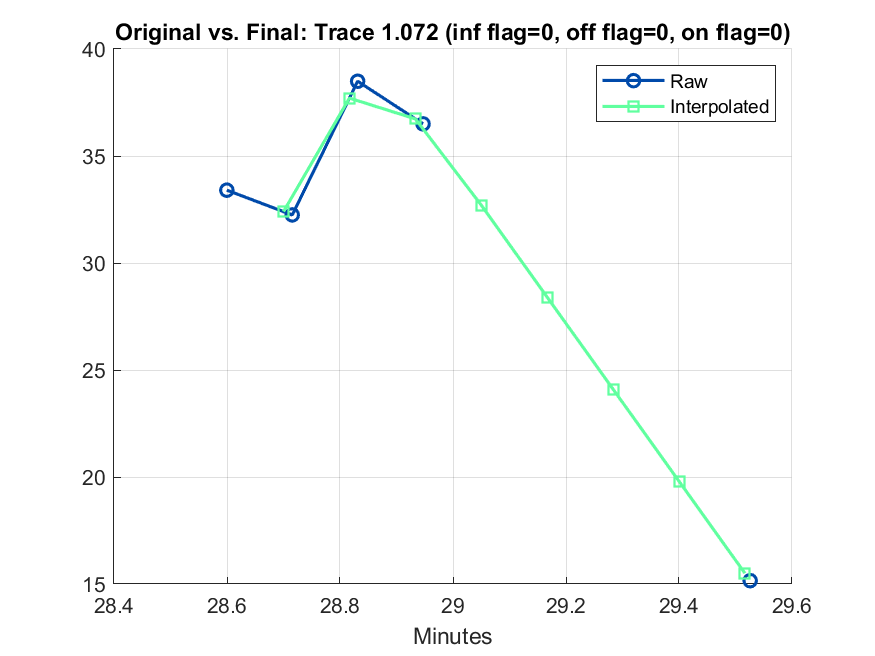 Original vs. Final: Trace 1.072 (inf flag=0, off flag=0, on flag=0)
40
35
30
25
20
15
Raw
Interpolated
28.4 28.6 28.8 29 29.2 29.4 29.6
Minutes